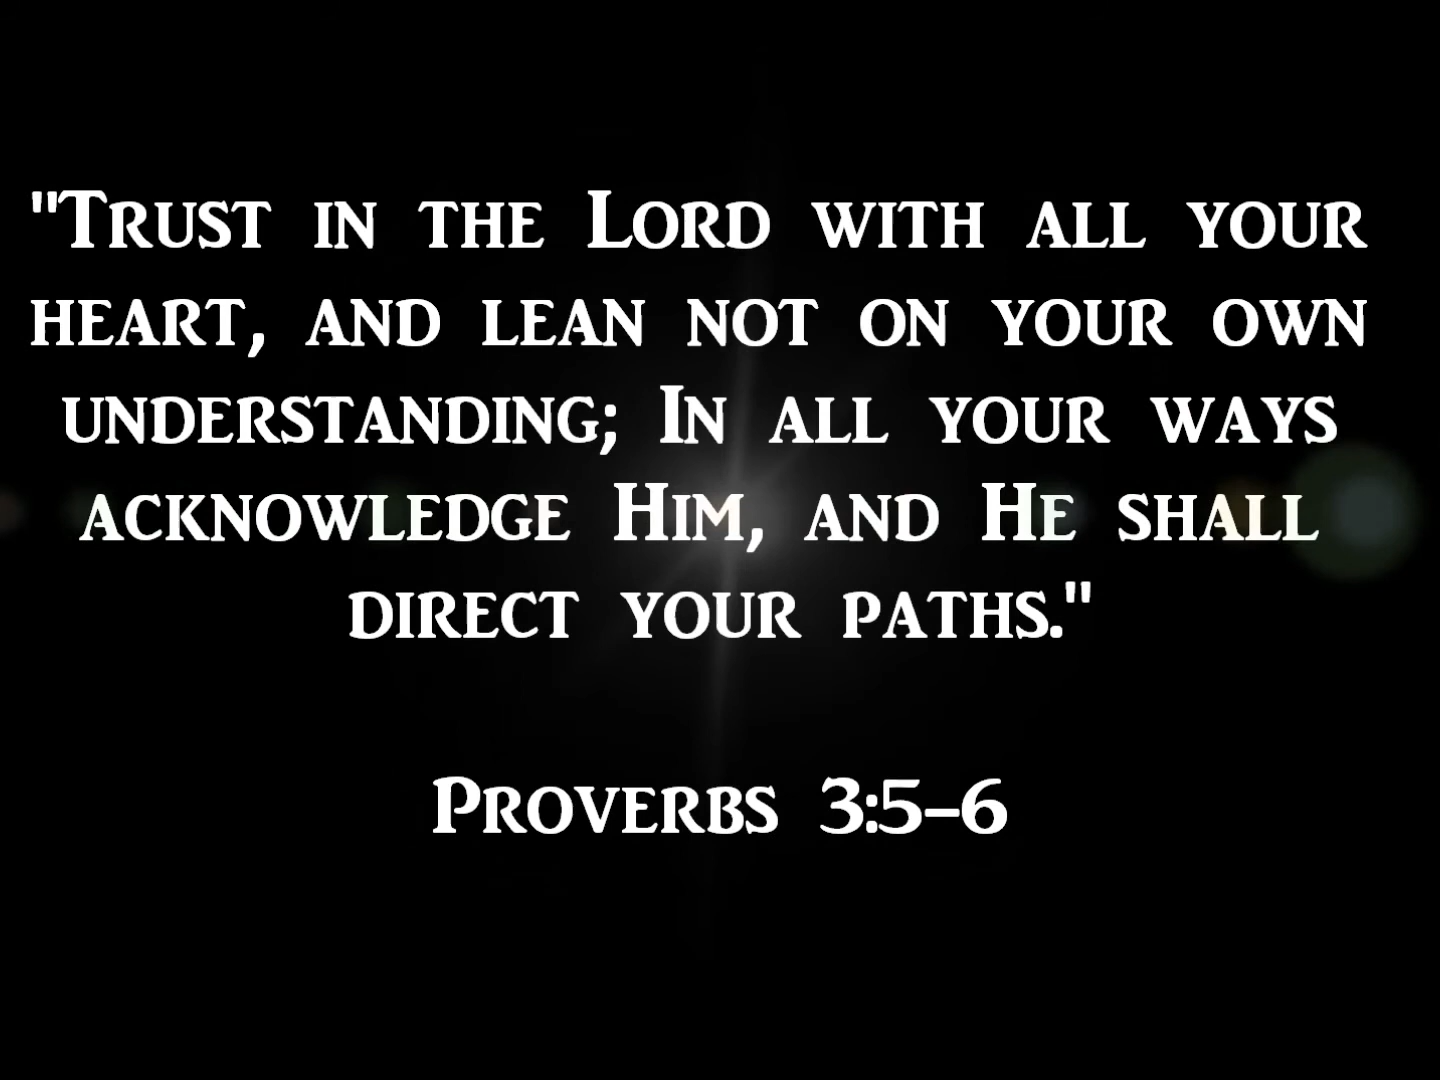 "Trust in the Lord with all your
heart, and lean not on your own
understanding; In all your ways
acknowledge Him, and He shall
direct your paths."
Proverbs 3:5-6